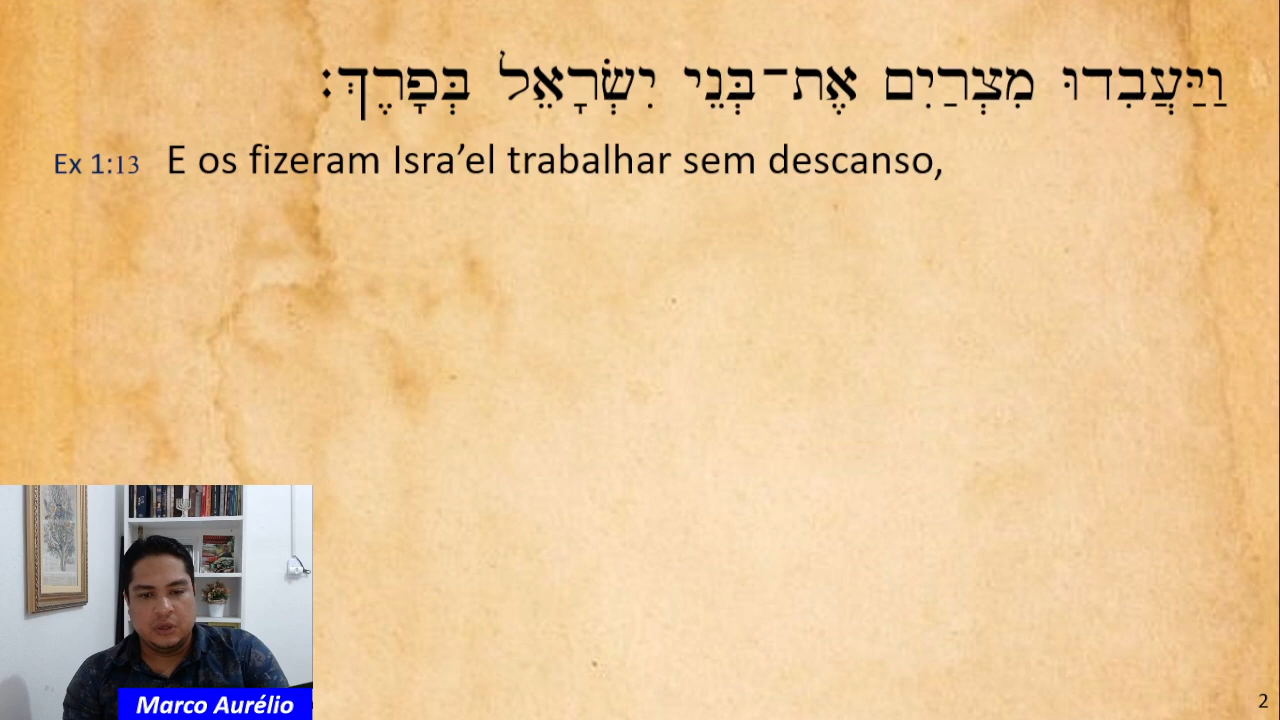 וַיַּעֲבִדוּ מִצְרַיִם אֶת־בְּנֵי יִשְׂרָאֵל בְּפָרֶךְ׃
Ex 1:13 E os fizeram Isra’el trabalhar sem descanso,
Marco Aurélio
2